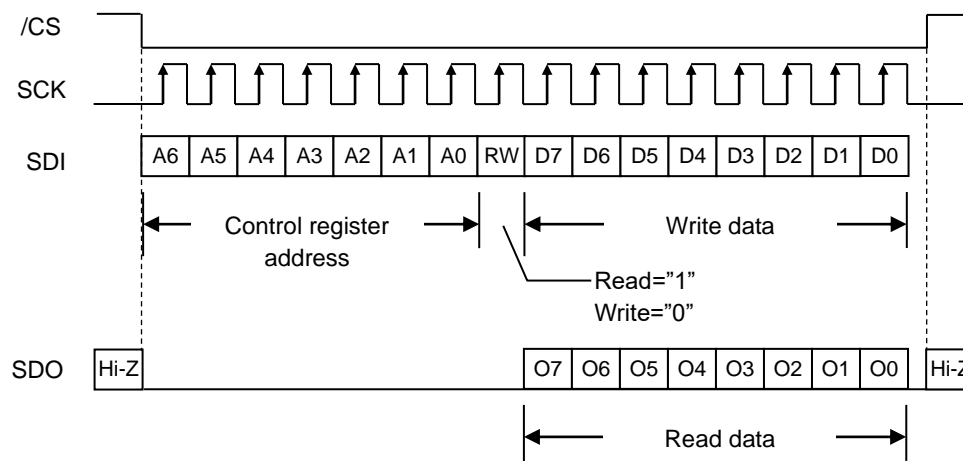 /CS
SCK
SDI A6 A5 A4 A3 A2 A1 A0 RW D7 D6 D5 D4 D3 D2 D1 D0
Control register
address
Write data
Read=”1”
Write=”0”
SDO Hi-Z O7 O6 O5 O4 O3 O2 O1 O0 Hi-Z
Read data